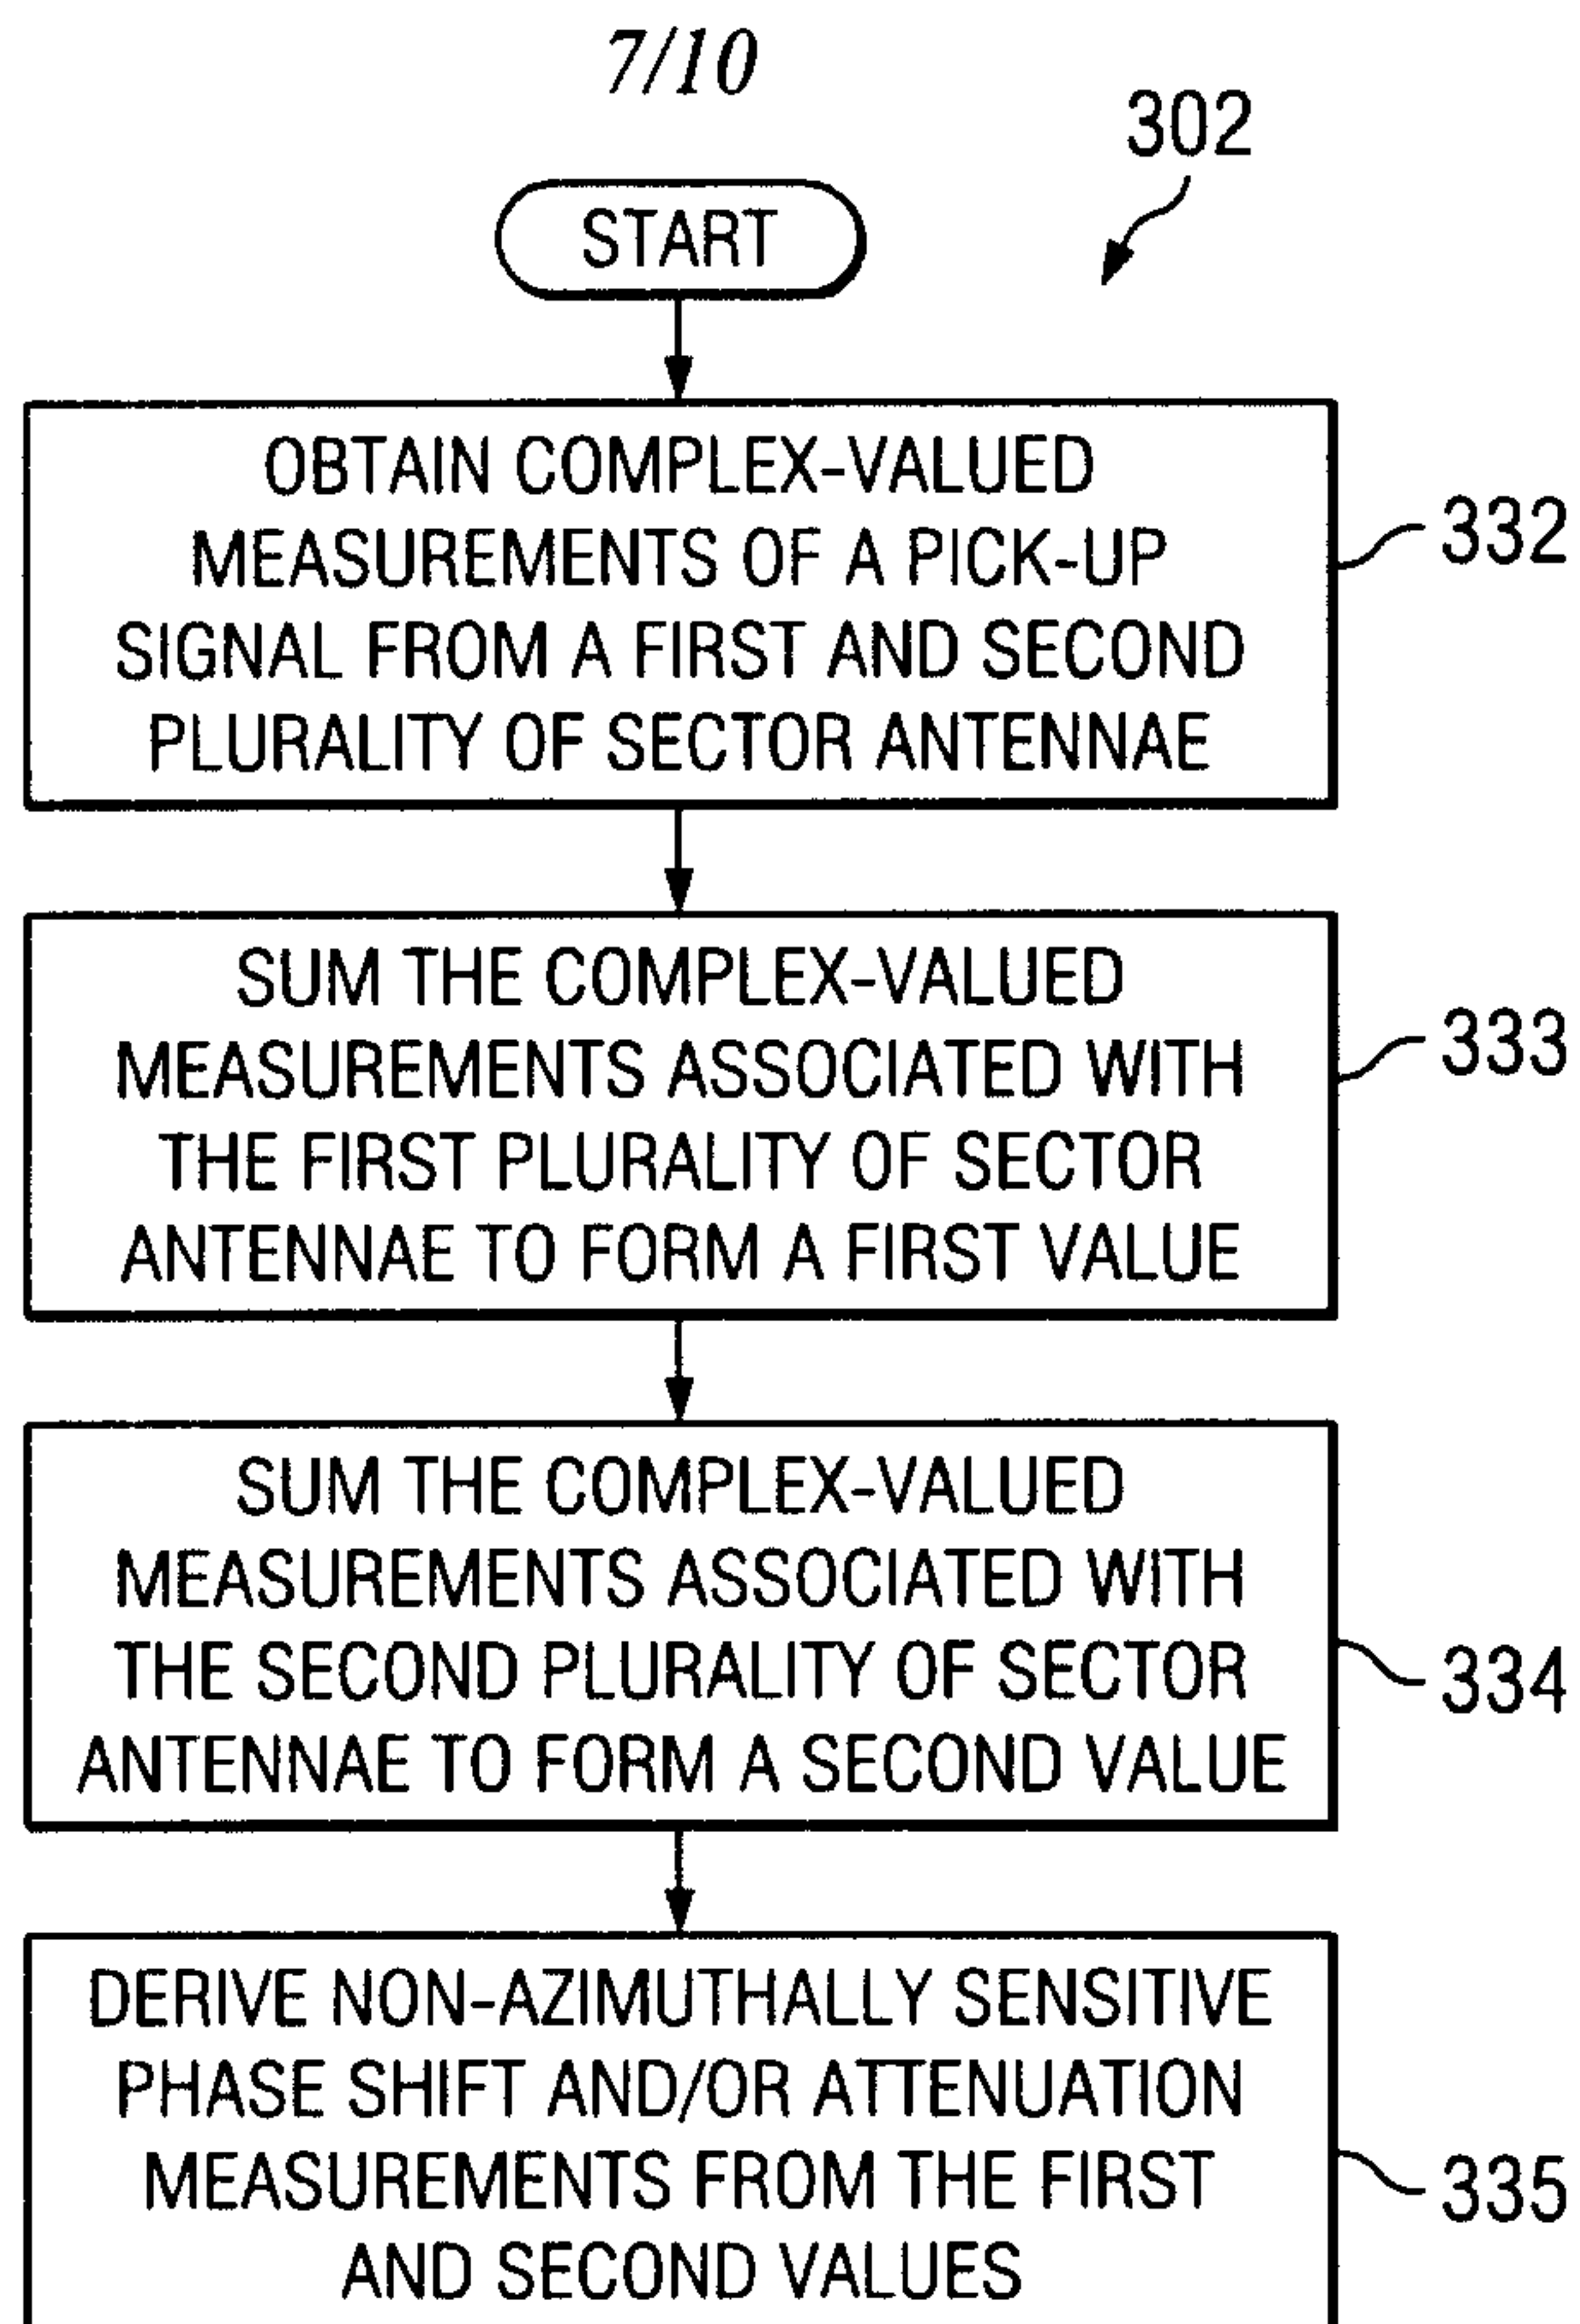 7/10
302
START
OBTAIN COMPLEX-VALUED
MEASUREMENTS OF A PICK-UP
SIGNAL FROM A FIRST AND SECOND
PLURALITY OF SECTOR ANTENNAE
332
SUM THE COMPLEX-VALUED
MEASUREMENTS ASSOCIATED WITH
THE FIRST PLURALITY OF SECTOR
ANTENNAE TO FORM A FIRST VALUE
333
SUM THE COMPLEX-VALUED
MEASUREMENTS ASSOCIATED WITH
THE SECOND PLURALITY OF SECTOR
ANTENNAE TO FORM A SECOND VALUE
334
DERIVE NON-AZIMUTHALLY SENSITIVE
PHASE SHIFT AND/OR ATTENUATION
MEASUREMENTS FROM THE FIRST
AND SECOND VALUES
335